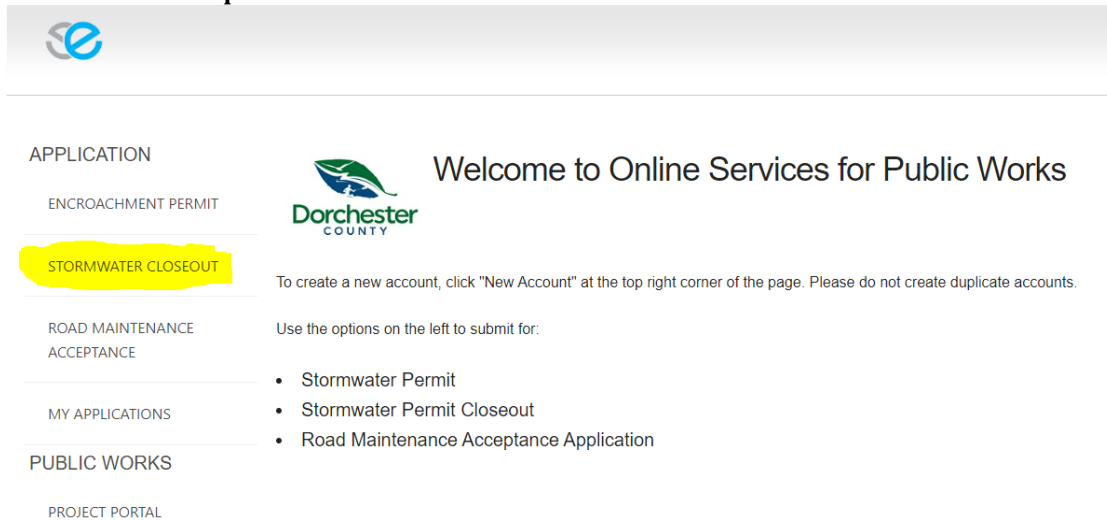 se
APPLICATION
ENCROACHMENT PERMIT
STORMWATER CLOSEOUT
ROAD MAINTENANCE
ACCEPTANCE
MY APPLICATIONS
PUBLIC WORKS
PROJECT PORTAL
Dorchester
COUNTY
Welcome to Online Services for Public Works
To create a new account, click "New Account" at the top right corner of the page. Please do not create duplicate accounts.
Use the options on the left to submit for:
• Stormwater Permit
• Stormwater Permit Closeout
• Road Maintenance Acceptance Application